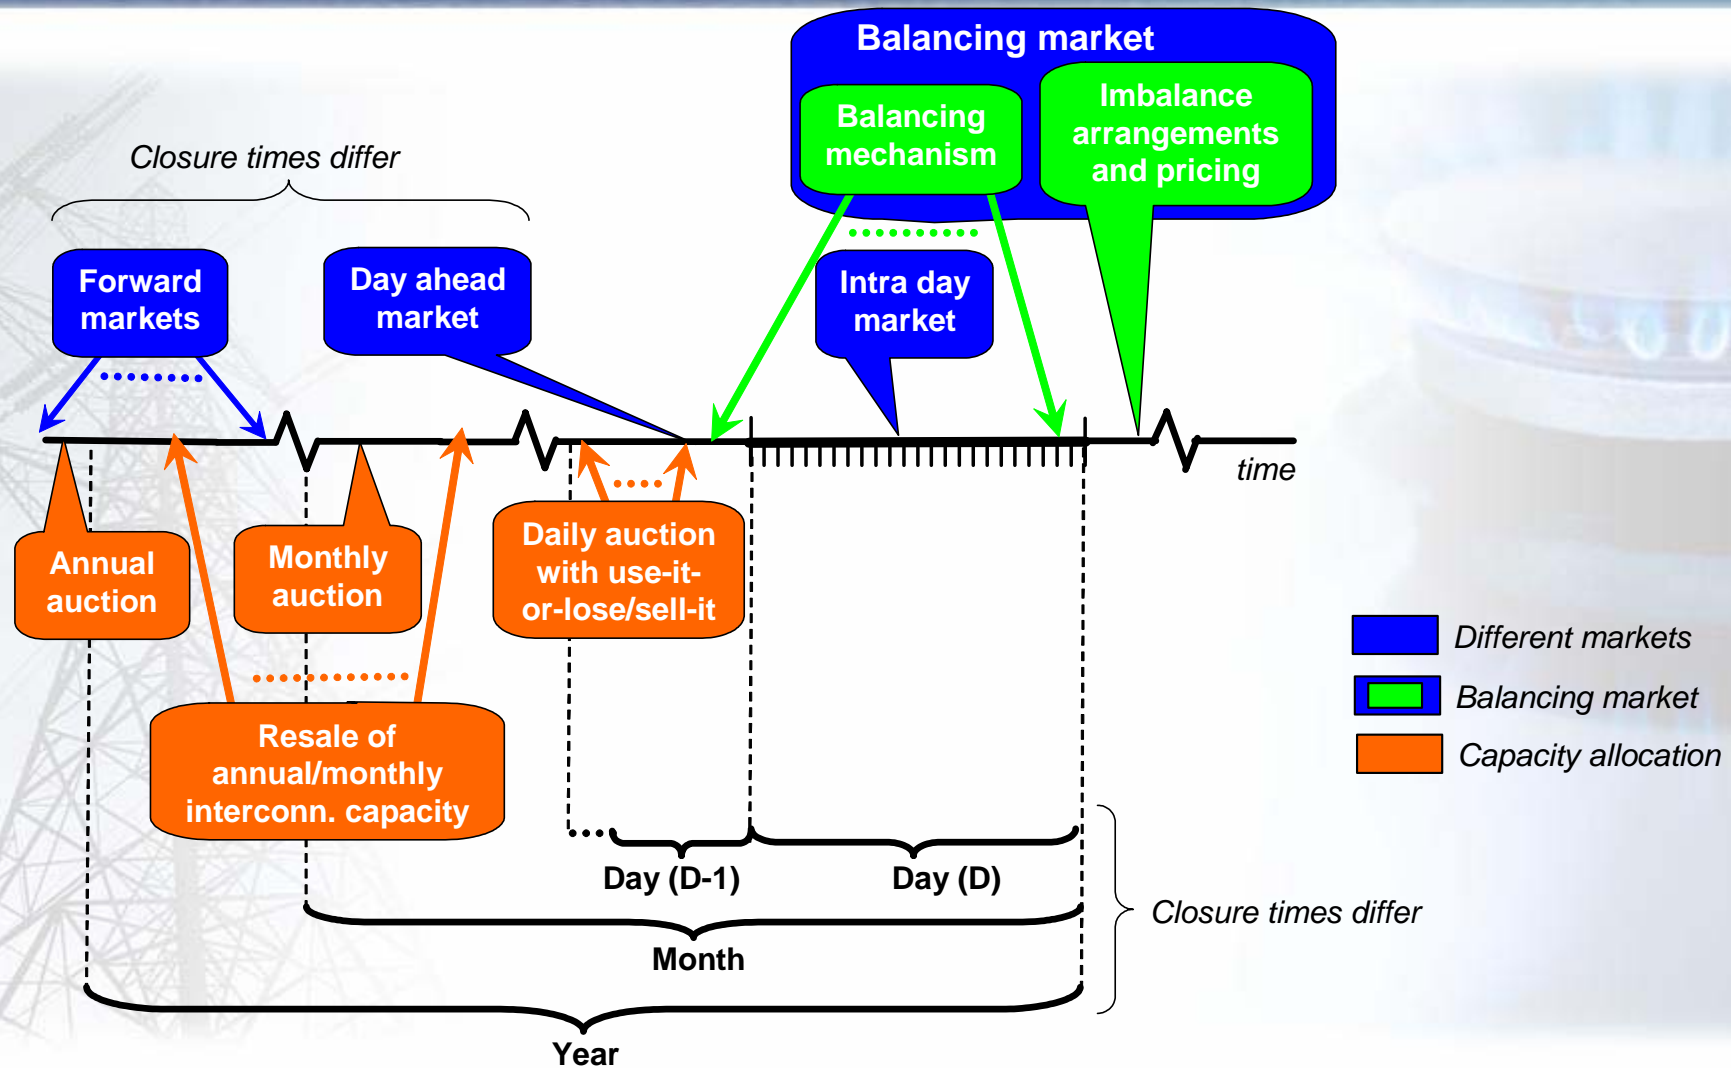 Balancing market
Balancing
mechanism
Imbalance
arrangements
and pricing
Closure times differ
Forward
markets
Day ahead
market
Intra day
market
time
Annual
auction
Monthly
auction
Daily auction
with use-it-
or-lose/sell-it
Resale of
annual/monthly
interconn. capacity
Different markets
Balancing market
Capacity allocation
Day (D-1)
Day (D)
Closure times differ
Month
Year